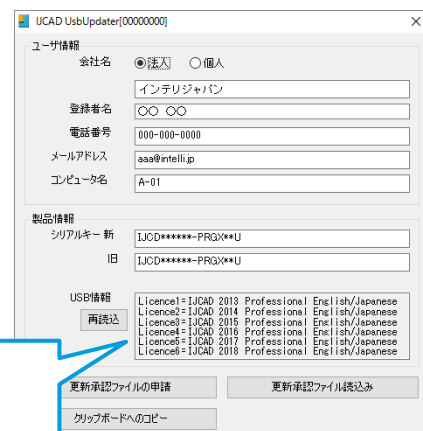 IJCAD UsbUpdater[00000000]
ユーザ情報
会社名 法人 個人
インテリジャパン
登録者名 〇〇 〇〇
電話番号 000-000-0000
メールアドレス aaa@intelli.jp
コンピュータ名 A-01
製品情報
シリアルキー 新 IJCD******-PRGX**U
旧 IJCD******-PRGX**U
USB情報
再読込
Licence1=IJCAD 2013 Professional English/Japanese
Licence2=IJCAD 2014 Professional English/Japanese
Licence3=IJCAD 2015 Professional English/Japanese
Licence4=IJCAD 2016 Professional English/Japanese
Licence5=IJCAD 2017 Professional English/Japanese
Licence6=IJCAD 2018 Professional English/Japanese
更新承認ファイルの申請 更新承認ファイル読込み
クリップボードへのコピー